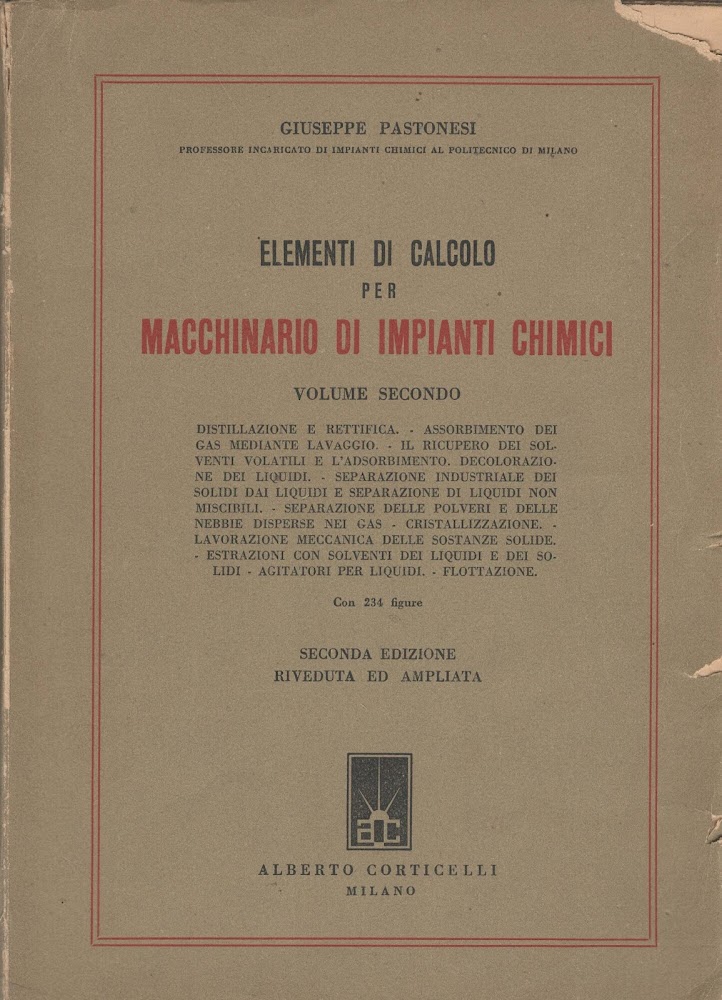 GIUSEPPE PASTONESI
PROFESSORE INCARICATO DI IMPIANTI CHIMICI AL POLITECNICO DI MILANO
ELEMENTI DI CALCOLO
PER
MACCHINARIO DI IMPIANTI CHIMICI
VOLUME SECONDO
DISTILLAZIONE E RETTIFICA. - ASSORBIMENTO DEI
GAS MEDIANTE LAVAGGIO. - IL RICUPERO DEI SOL-
VENTI VOLATILI E L'ADSORBIMENTO. DECOLORAZIO-
NE DEI LIQUIDI. - SEPARAZIONE INDUSTRIALE DEI
SOLIDI DAI LIQUIDI E SEPARAZIONE DI LIQUIDI NON
MISCIBILI. - SEPARAZIONE DELLE POLVERI E DELLE
NEBBIE DISPERSE NEI GAS - CRISTALLIZZAZIONE. -
LAVORAZIONE MECCANICA DELLE SOSTANZE SOLIDE.
- ESTRAZIONI CON SOLVENTI DEI LIQUIDI E DEI SO-
LIDI - AGITATORI PER LIQUIDI. - FLOTTAZIONE.
Con 234 figure
SECONDA EDIZIONE
RIVEDUTA ED AMPLIATA
AC
ALBERTO CORTICELLI
MILANO